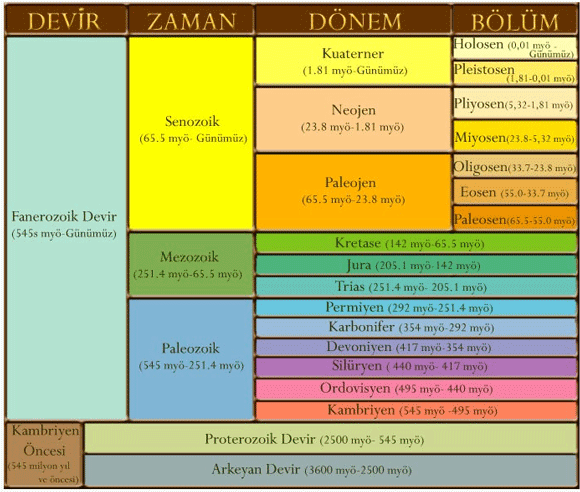 DEVİR ZAMAN DÖNEM BÖLÜM
Fanerozoik Devir
(545s myö-Günümüz)
Senozoik
(65.5 myö- Günümüz)
Kuaterner
(1.81 myö-Günümüz)
Holosen (0,01 myö -
Günümüz)
Pleistosen
(1,81-0,01 myö)
Neojen
(23.8 myö-1.81 myö)
Pliyosen(5,32-1,81 myö)
Miyosen(23.8-5,32 myö)
Paleojen
(65.5 myö-23.8 myö)
Oligosen(33.7-23.8 myö)
Eosen (55.0-33.7 myö)
Paleosen(65.5-55.0 myö)
Mezozoik
(251.4 myö-65.5 myö)
Kretase (142 myö-65.5 myö)
Jura (205.1 myö-142 myö)
Trias (251.4 myö- 205.1 myö)
Paleozoik
(545 myö-251.4 myö)
Permiyen (292 myö-251.4 myö)
Karbonifer (354 myö-292 myö)
Devoniyen (417 myö-354 myö)
Silüryen ( 440 myö- 417 myö)
Ordovisyen (495 myö- 440 myö)
Kambriyen (545 myö -495 myö)
Kambriyen
Öncesi
(545 milyon yıl
ve öncesi)
Proterozoik Devir (2500 myö- 545 myö)
Arkeyan Devir (3600 myö-2500 myö)